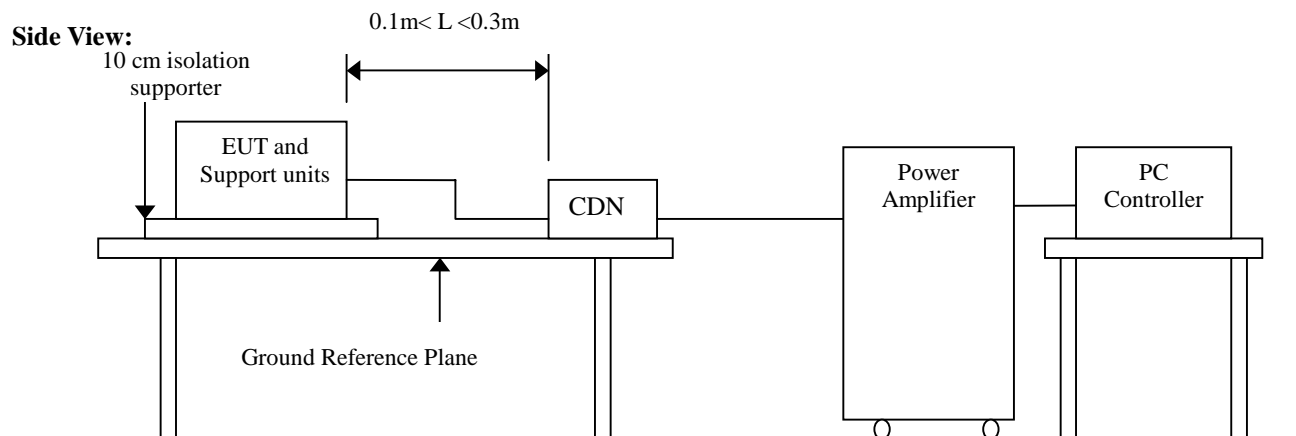 0.1m< L <0.3m
Side View:
10 cm isolation
supporter
EUT and
Support units
CDN
Power
Amplifier
PC
Controller
Ground Reference Plane